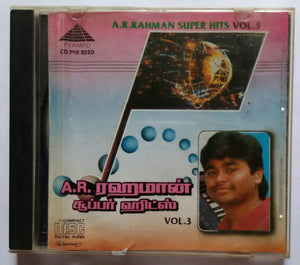 A.R.RAHMAN SUPER HITS VOL.3
PYRAMID
CD PYR 8250
A.R. ரஹ்மான்
சூப்பர் ஹிட்ஸ்
VOL.3
COMPACT
disc
DIGITAL AUDIO